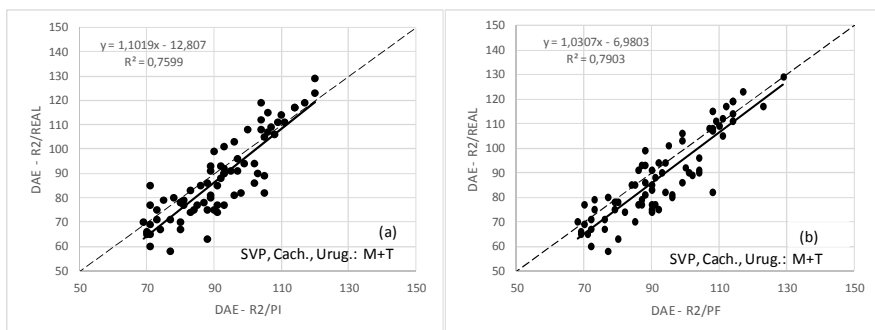 y = 1,1019x - 12,807
R² = 0,7599
150
140
130
120
110
100
90
80
70
60
50
DAE - R2/REAL
(a)
SVP, Cach., Urug.: M+T
50 70 90 110 130 150
DAE - R2/PI
y = 1,0307x - 6,9803
R² = 0,7903
150
140
130
120
110
100
90
80
70
60
50
DAE - R2/REAL
(b)
SVP, Cach., Urug.: M+T
50 70 90 110 130 150
DAE - R2/PF